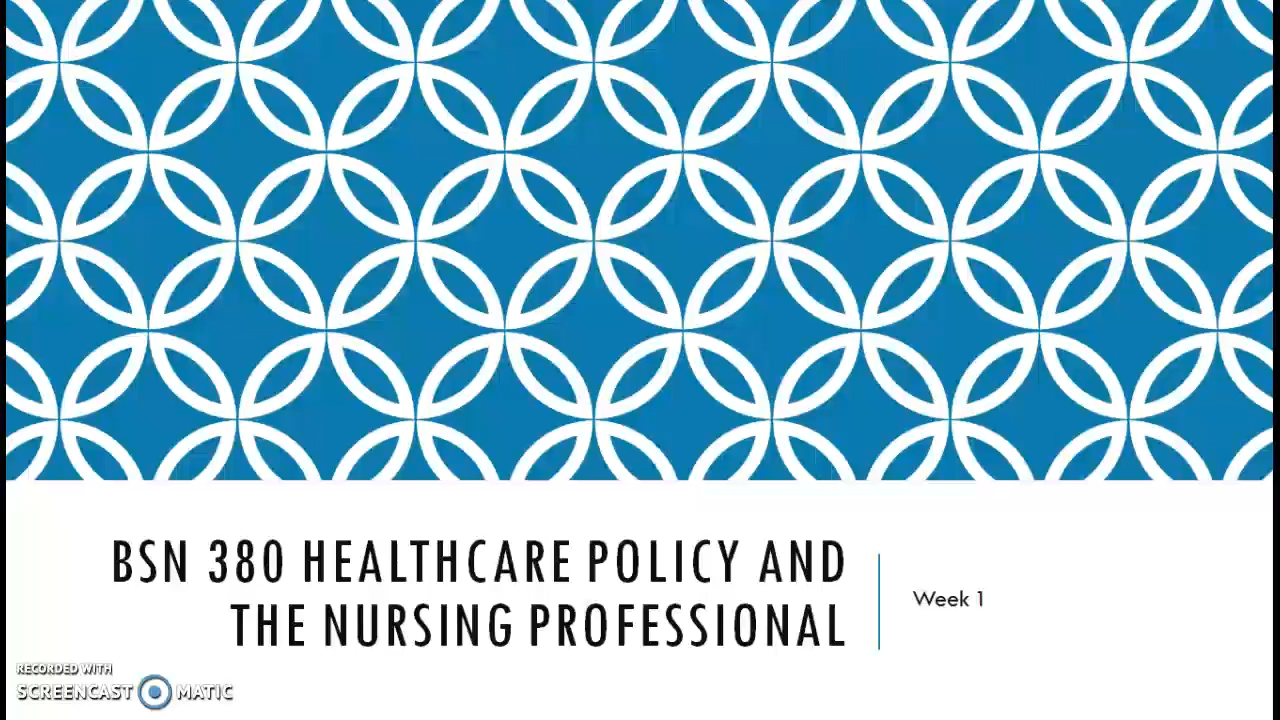 BSN 380 HEALTHCARE POLICY AND
THE NURSING PROFESSIONAL
Week 1
RECORDED WITH
SCREENCAST MATIC